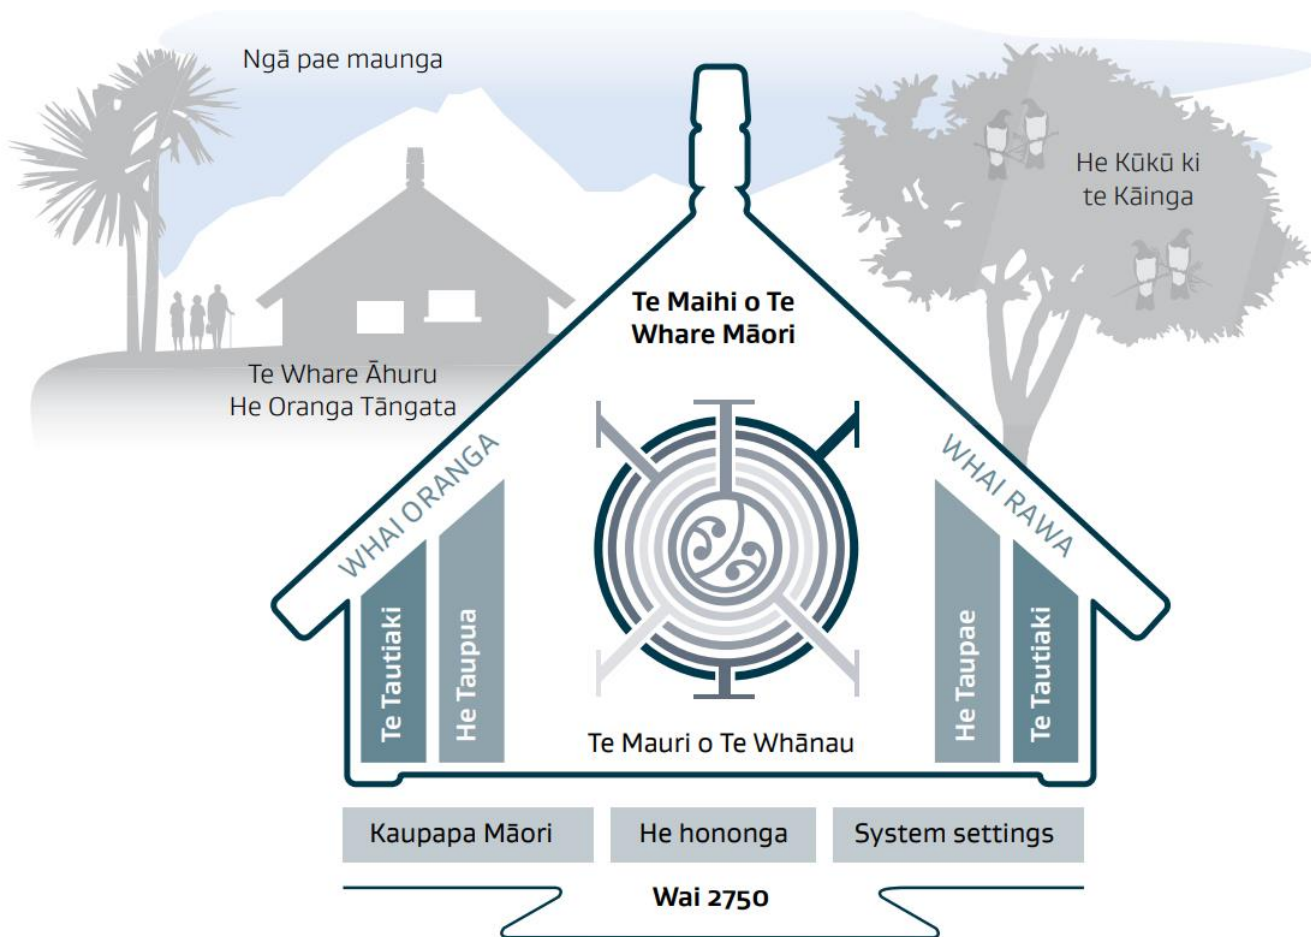 Ngā pae maunga
He Kūkū ki
te Kāinga
Te Maihi o Te
Whare Māori
Te Whare Āhuru
He Oranga Tāngata
WHAI ORANGA
WHAI RAWA
Te Tautiaki
He Taupua
He Taupae
Te Tautiaki
Te Mauri o Te Whānau
Kaupapa Māori
He hononga
System settings
Wai 2750